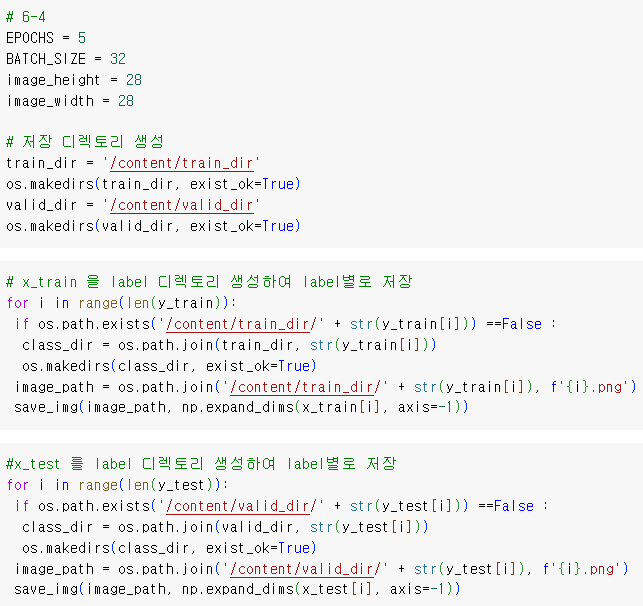 # 6-4
EPOCHS = 5
BATCH_SIZE = 32
image_height = 28
image_width = 28
# 저장 디렉토리 생성
train_dir = '/content/train_dir'
os.makedirs(train_dir, exist_ok=True)
valid_dir = '/content/valid_dir'
os.makedirs(valid_dir, exist_ok=True)
# x_train 을 label 디렉토리 생성하여 label별로 저장
for i in range(len(y_train)):
 if os.path.exists('/content/train_dir/' + str(y_train[i])) ==False :
  class_dir = os.path.join(train_dir, str(y_train[i]))
  os.makedirs(class_dir, exist_ok=True)
 image_path = os.path.join('/content/train_dir/' + str(y_train[i]), f'{i}.png')
 save_img(image_path, np.expand_dims(x_train[i], axis=-1))
#x_test 를 label 디렉토리 생성하여 label별로 저장
for i in range(len(y_test)):
 if os.path.exists('/content/valid_dir/' + str(y_test[i])) ==False :
  class_dir = os.path.join(valid_dir, str(y_test[i]))
  os.makedirs(class_dir, exist_ok=True)
 image_path = os.path.join('/content/valid_dir/' + str(y_test[i]), f'{i}.png')
 save_img(image_path, np.expand_dims(x_test[i], axis=-1))